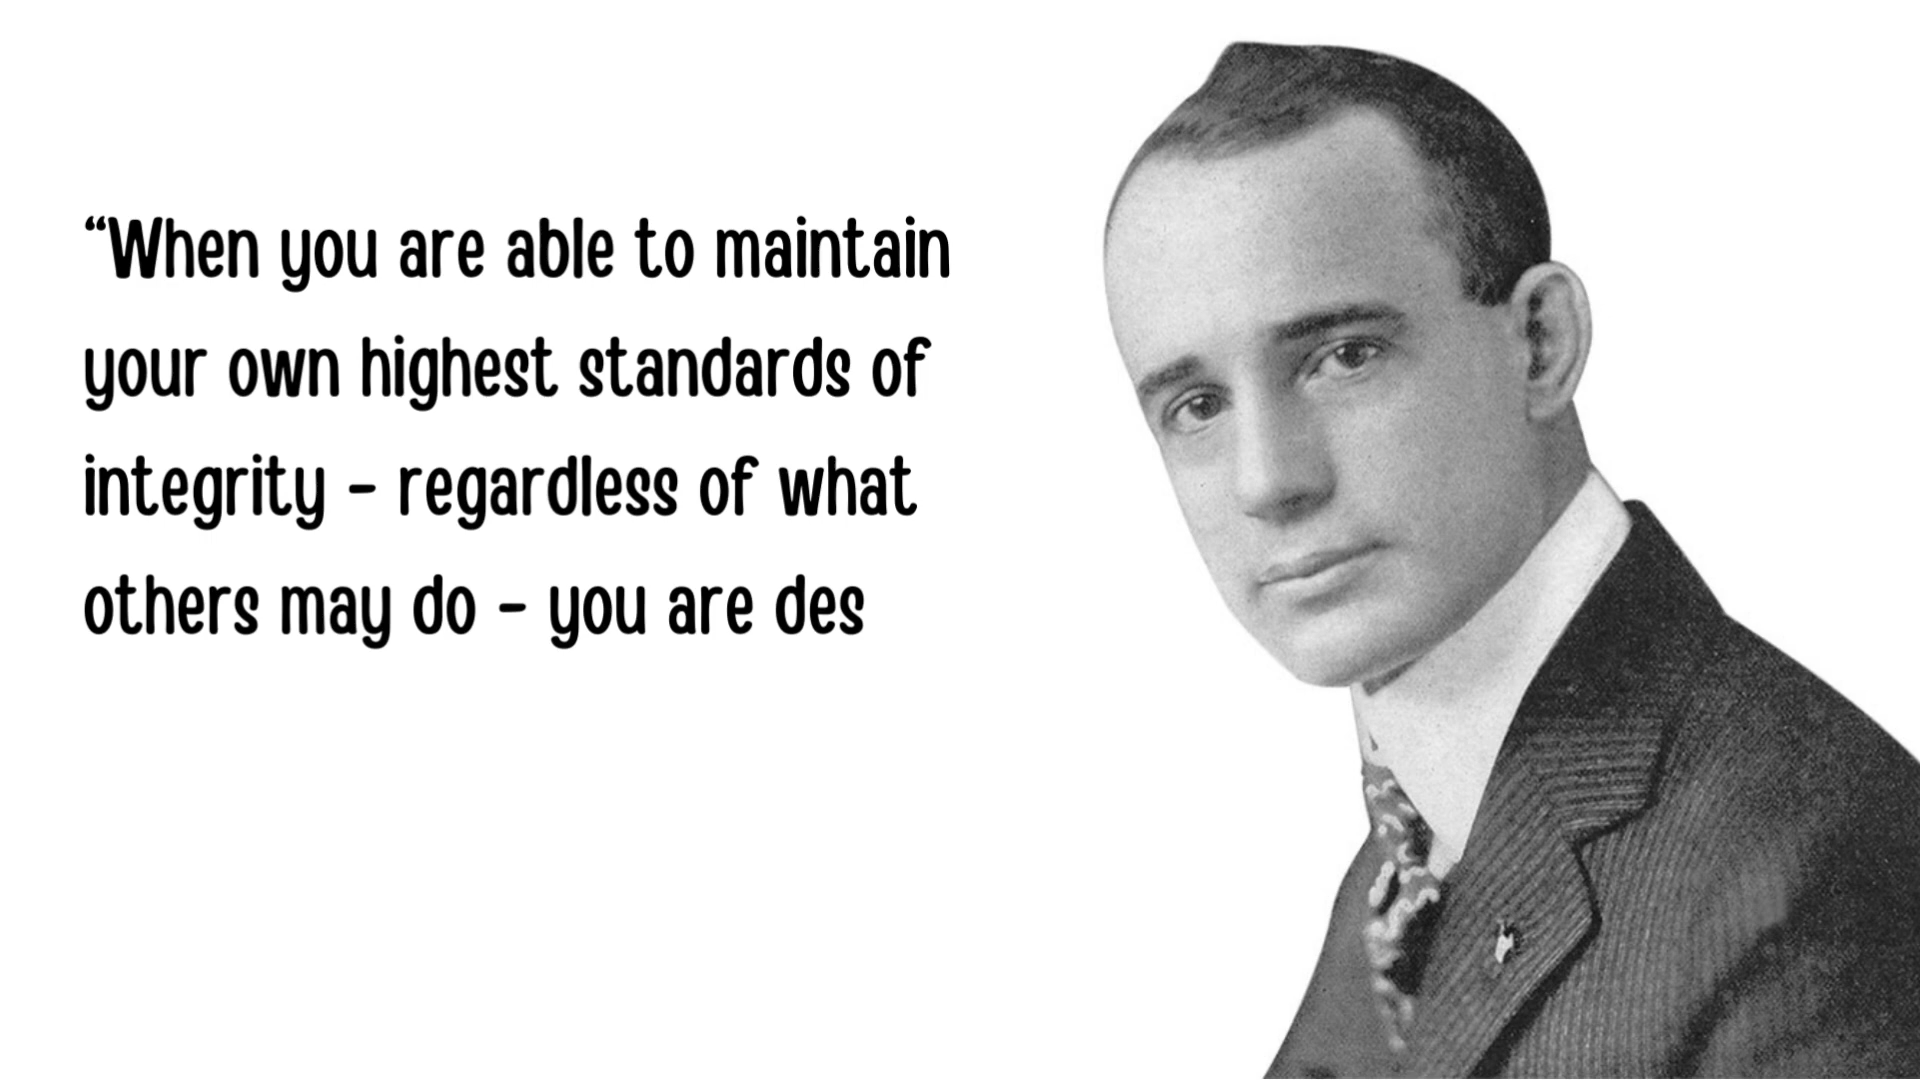 “When you are able to maintain
your own highest standards of
integrity - regardless of what
others may do - you are des